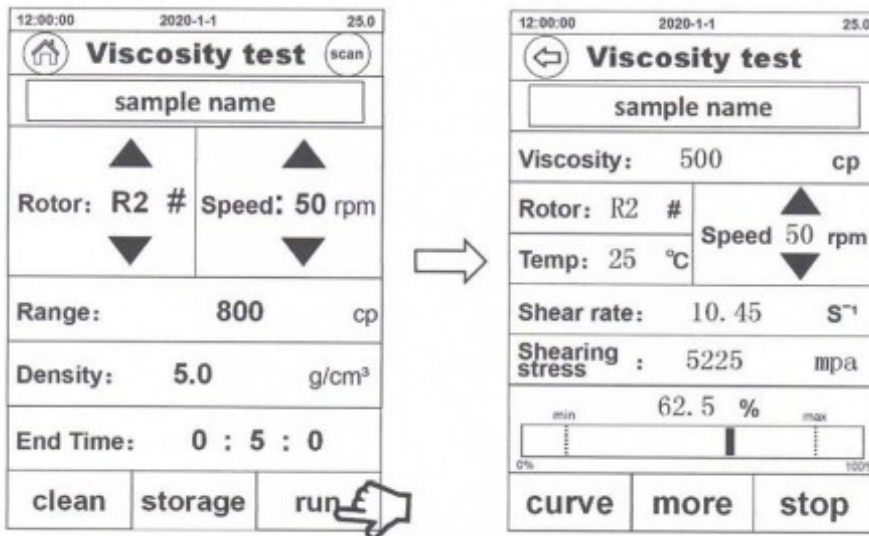 12:00:00 2020-1-1 25.0
Viscosity test scan
sample name
Rotor: R2 # Speed: 50 rpm
Range: 800 cp
Density: 5.0 g/cm³
End Time: 0 : 5 : 0
clean storage run
12:00:00 2020-1-1 25.0
Viscosity test
sample name
Viscosity: 500 cp
Rotor: R2 #
Speed 50 rpm
Temp: 25 °C
Shear rate: 10.45 S⁻¹
Shearing
stress : 5225 mpa
62.5 %
min max
0% 100%
curve more stop